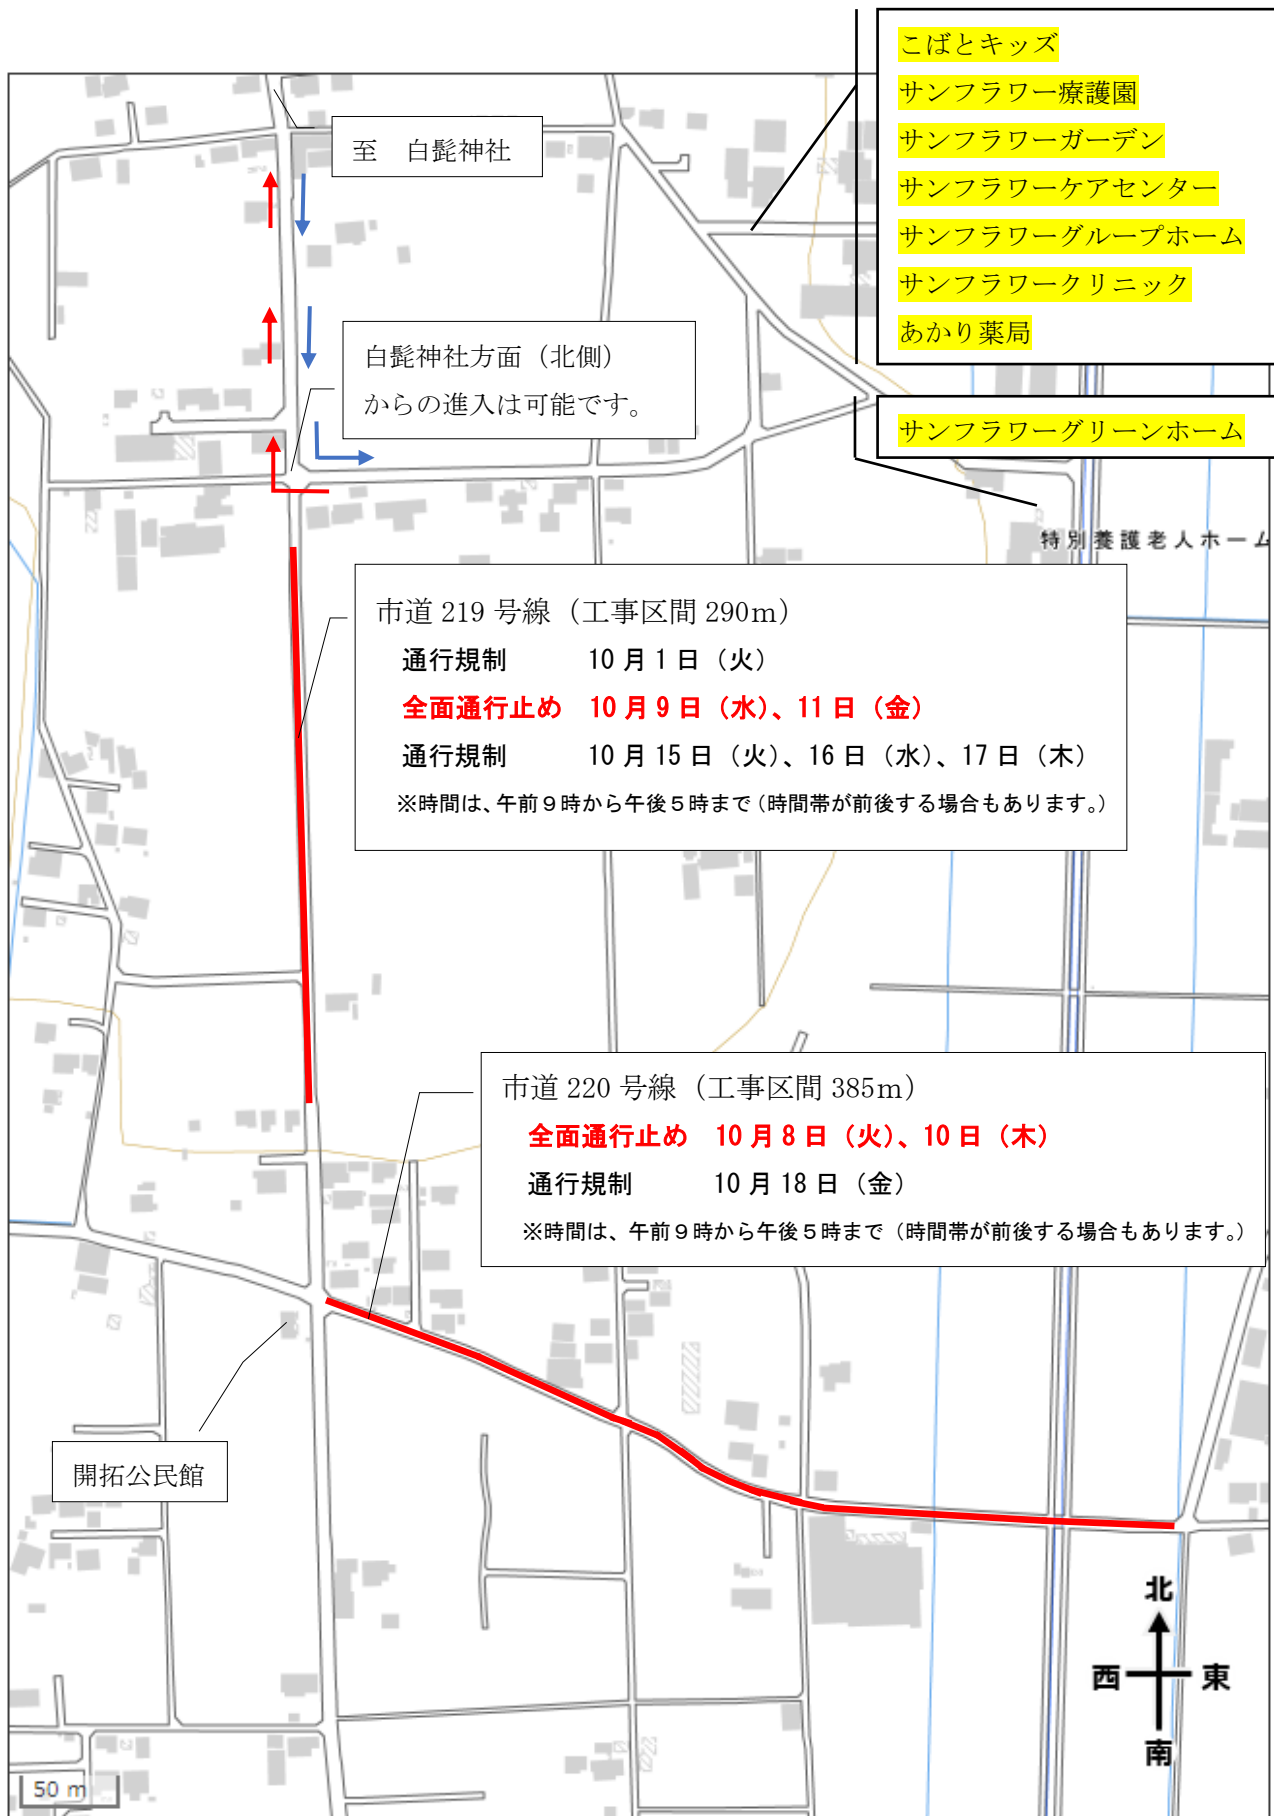 こばとキッズ
サンフラワー療護園
サンフラワーガーデン
サンフラワーケアセンター
サンフラワーグループホーム
サンフラワークリニック
あかり薬局
至　白髭神社
白髭神社方面（北側）
からの進入は可能です。
サンフラワーグリーンホーム
特別養護老人ホーム
市道 219 号線（工事区間 290m）
通行規制　　　10 月 1 日（火）
全面通行止め　10 月 9 日（水）、11 日（金）
通行規制　　　10 月 15 日（火）、16 日（水）、17 日（木）
※時間は、午前９時から午後５時まで（時間帯が前後する場合もあります。）
市道 220 号線（工事区間 385m）
全面通行止め　10 月 8 日（火）、10 日（木）
通行規制　　　10 月 18 日（金）
※時間は、午前９時から午後５時まで（時間帯が前後する場合もあります。）
開拓公民館
北
西　東
南
50 m